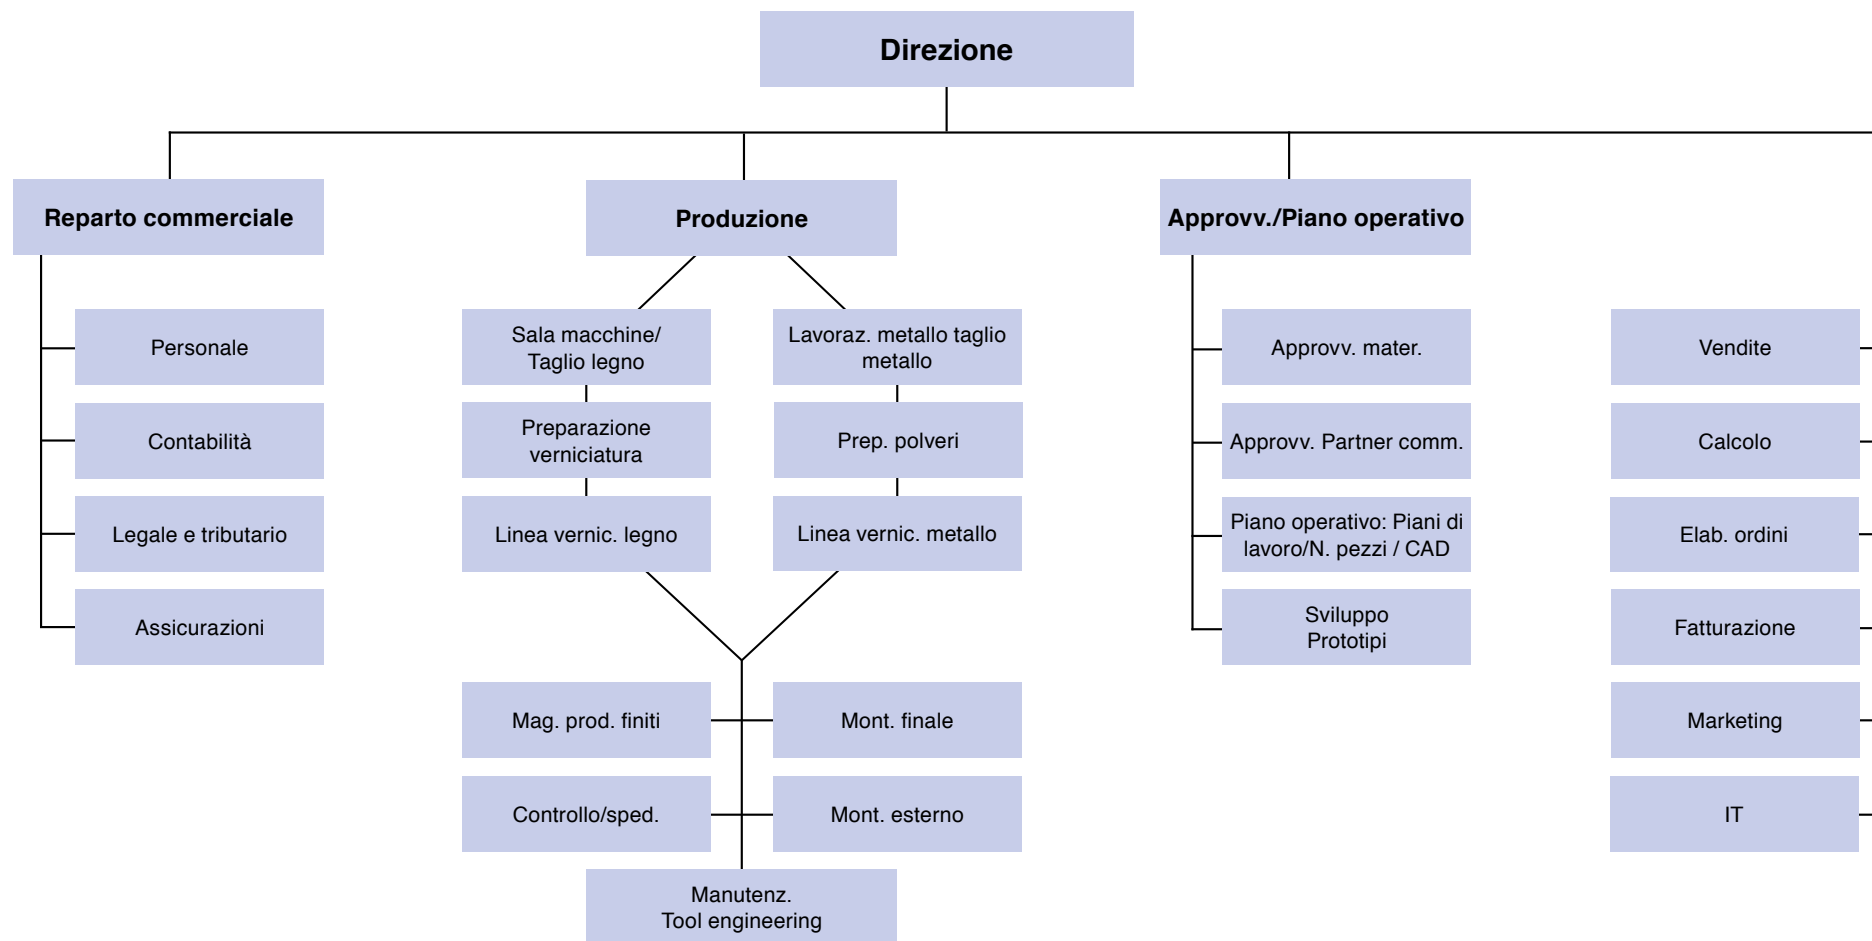 Direzione
Reparto commerciale
Produzione
Approvv./Piano operativo
Personale
Contabilità
Legale e tributario
Assicurazioni
Sala macchine/
Taglio legno
Lavoraz. metallo taglio
metallo
Preparazione
verniciatura
Prep. polveri
Linea vernic. legno
Linea vernic. metallo
Mag. prod. finiti
Mont. finale
Controllo/sped.
Mont. esterno
Manutenz.
Tool engineering
Approvv. mater.
Approvv. Partner comm.
Piano operativo: Piani di
lavoro/N. pezzi / CAD
Sviluppo
Prototipi
Vendite
Calcolo
Elab. ordini
Fatturazione
Marketing
IT